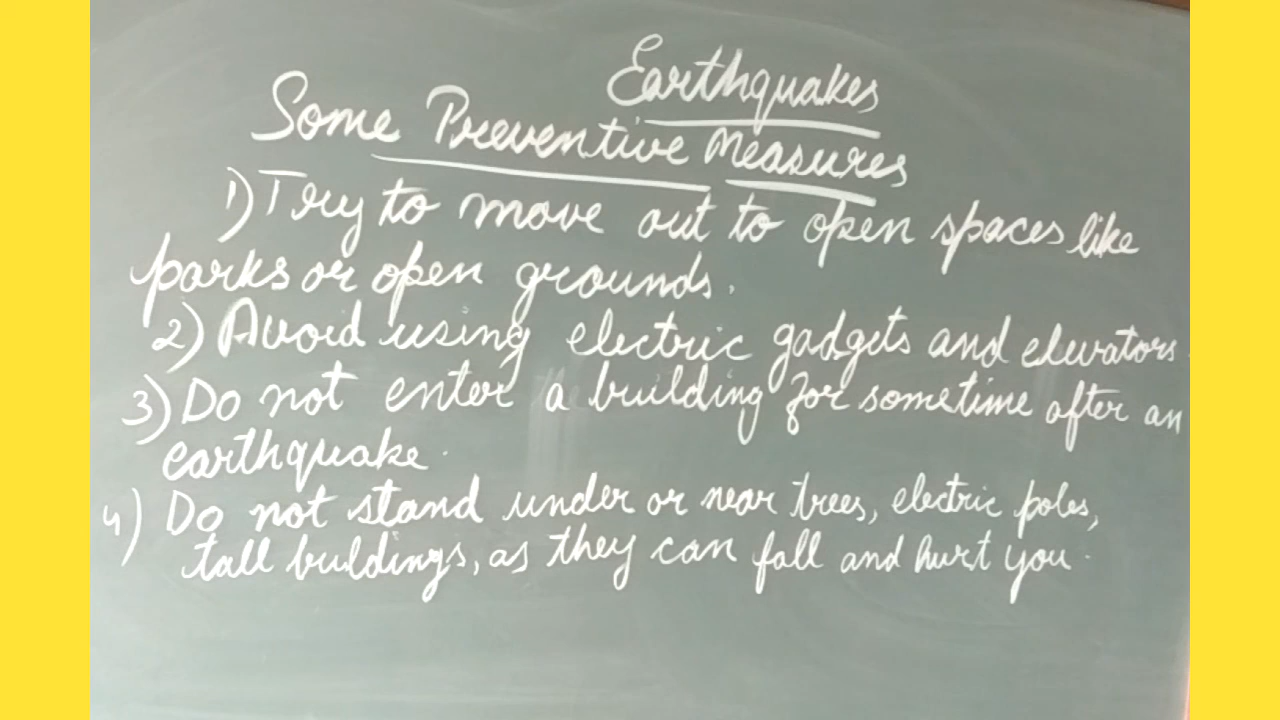 Earthquakes
Some Preventive Measures
1) Try to move out to open spaces like
parks or open grounds.
2) Avoid using electric gadgets and elevators.
3) Do not enter a building for sometime after an
earthquake.
4) Do not stand under or near trees, electric poles,
tall buildings, as they can fall and hurt you.